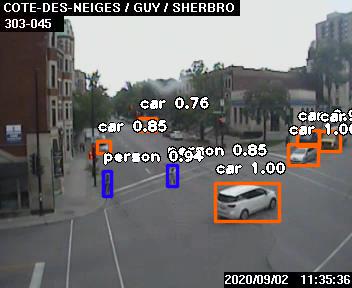 COTE-DES-NEIGES / GUY / SHERBRO
303-045
car 0.76
car 0.85
person 0.94
person 0.85
car 1.00
car 1.00
2020/09/02 11:35:36